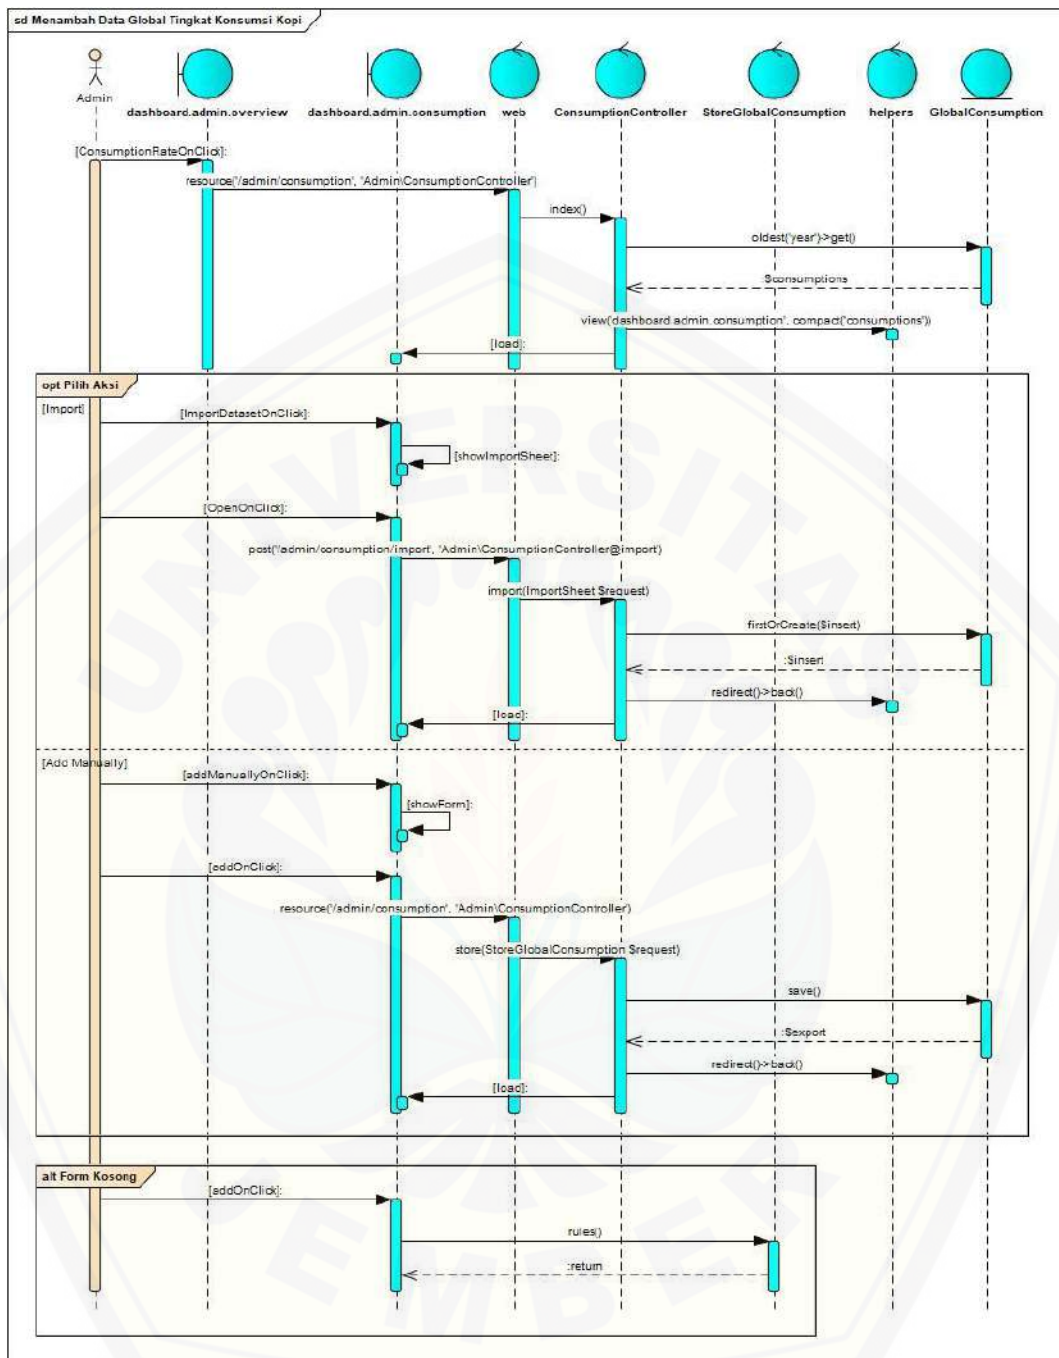 sd Menambah Data Global Tingkat Konsumsi Kopi
Admin
dashboard.admin.overview
dashboard.admin.consumption
web
ConsumptionController
StoreGlobalConsumption
helpers
GlobalConsumption
[ConsumptionRateOnClick]:
resource('/admin/consumption', 'Admin\ConsumptionController')
index()
oldest('year')->get()
:$consumptions
view('dashboard.admin.consumption', compact('consumptions'))
[load]:
opt Pilih Aksi
[Import]
[ImportDatasetOnClick]:
[showImportSheet]:
[OpenOnClick]:
post('/admin/consumption/import', 'Admin\ConsumptionController@import')
import(ImportSheet $request)
firstOrCreate($insert)
:$insert
redirect()->back()
[load]:
[Add Manually]
[addManuallyOnClick]:
[showForm]:
[addOnClick]:
resource('/admin/consumption', 'Admin\ConsumptionController')
store(StoreGlobalConsumption $request)
save()
:$export
redirect()->back()
[load]:
alt Form Kosong
[addOnClick]:
rules()
:return
UNIVERSITAS
JEMBER